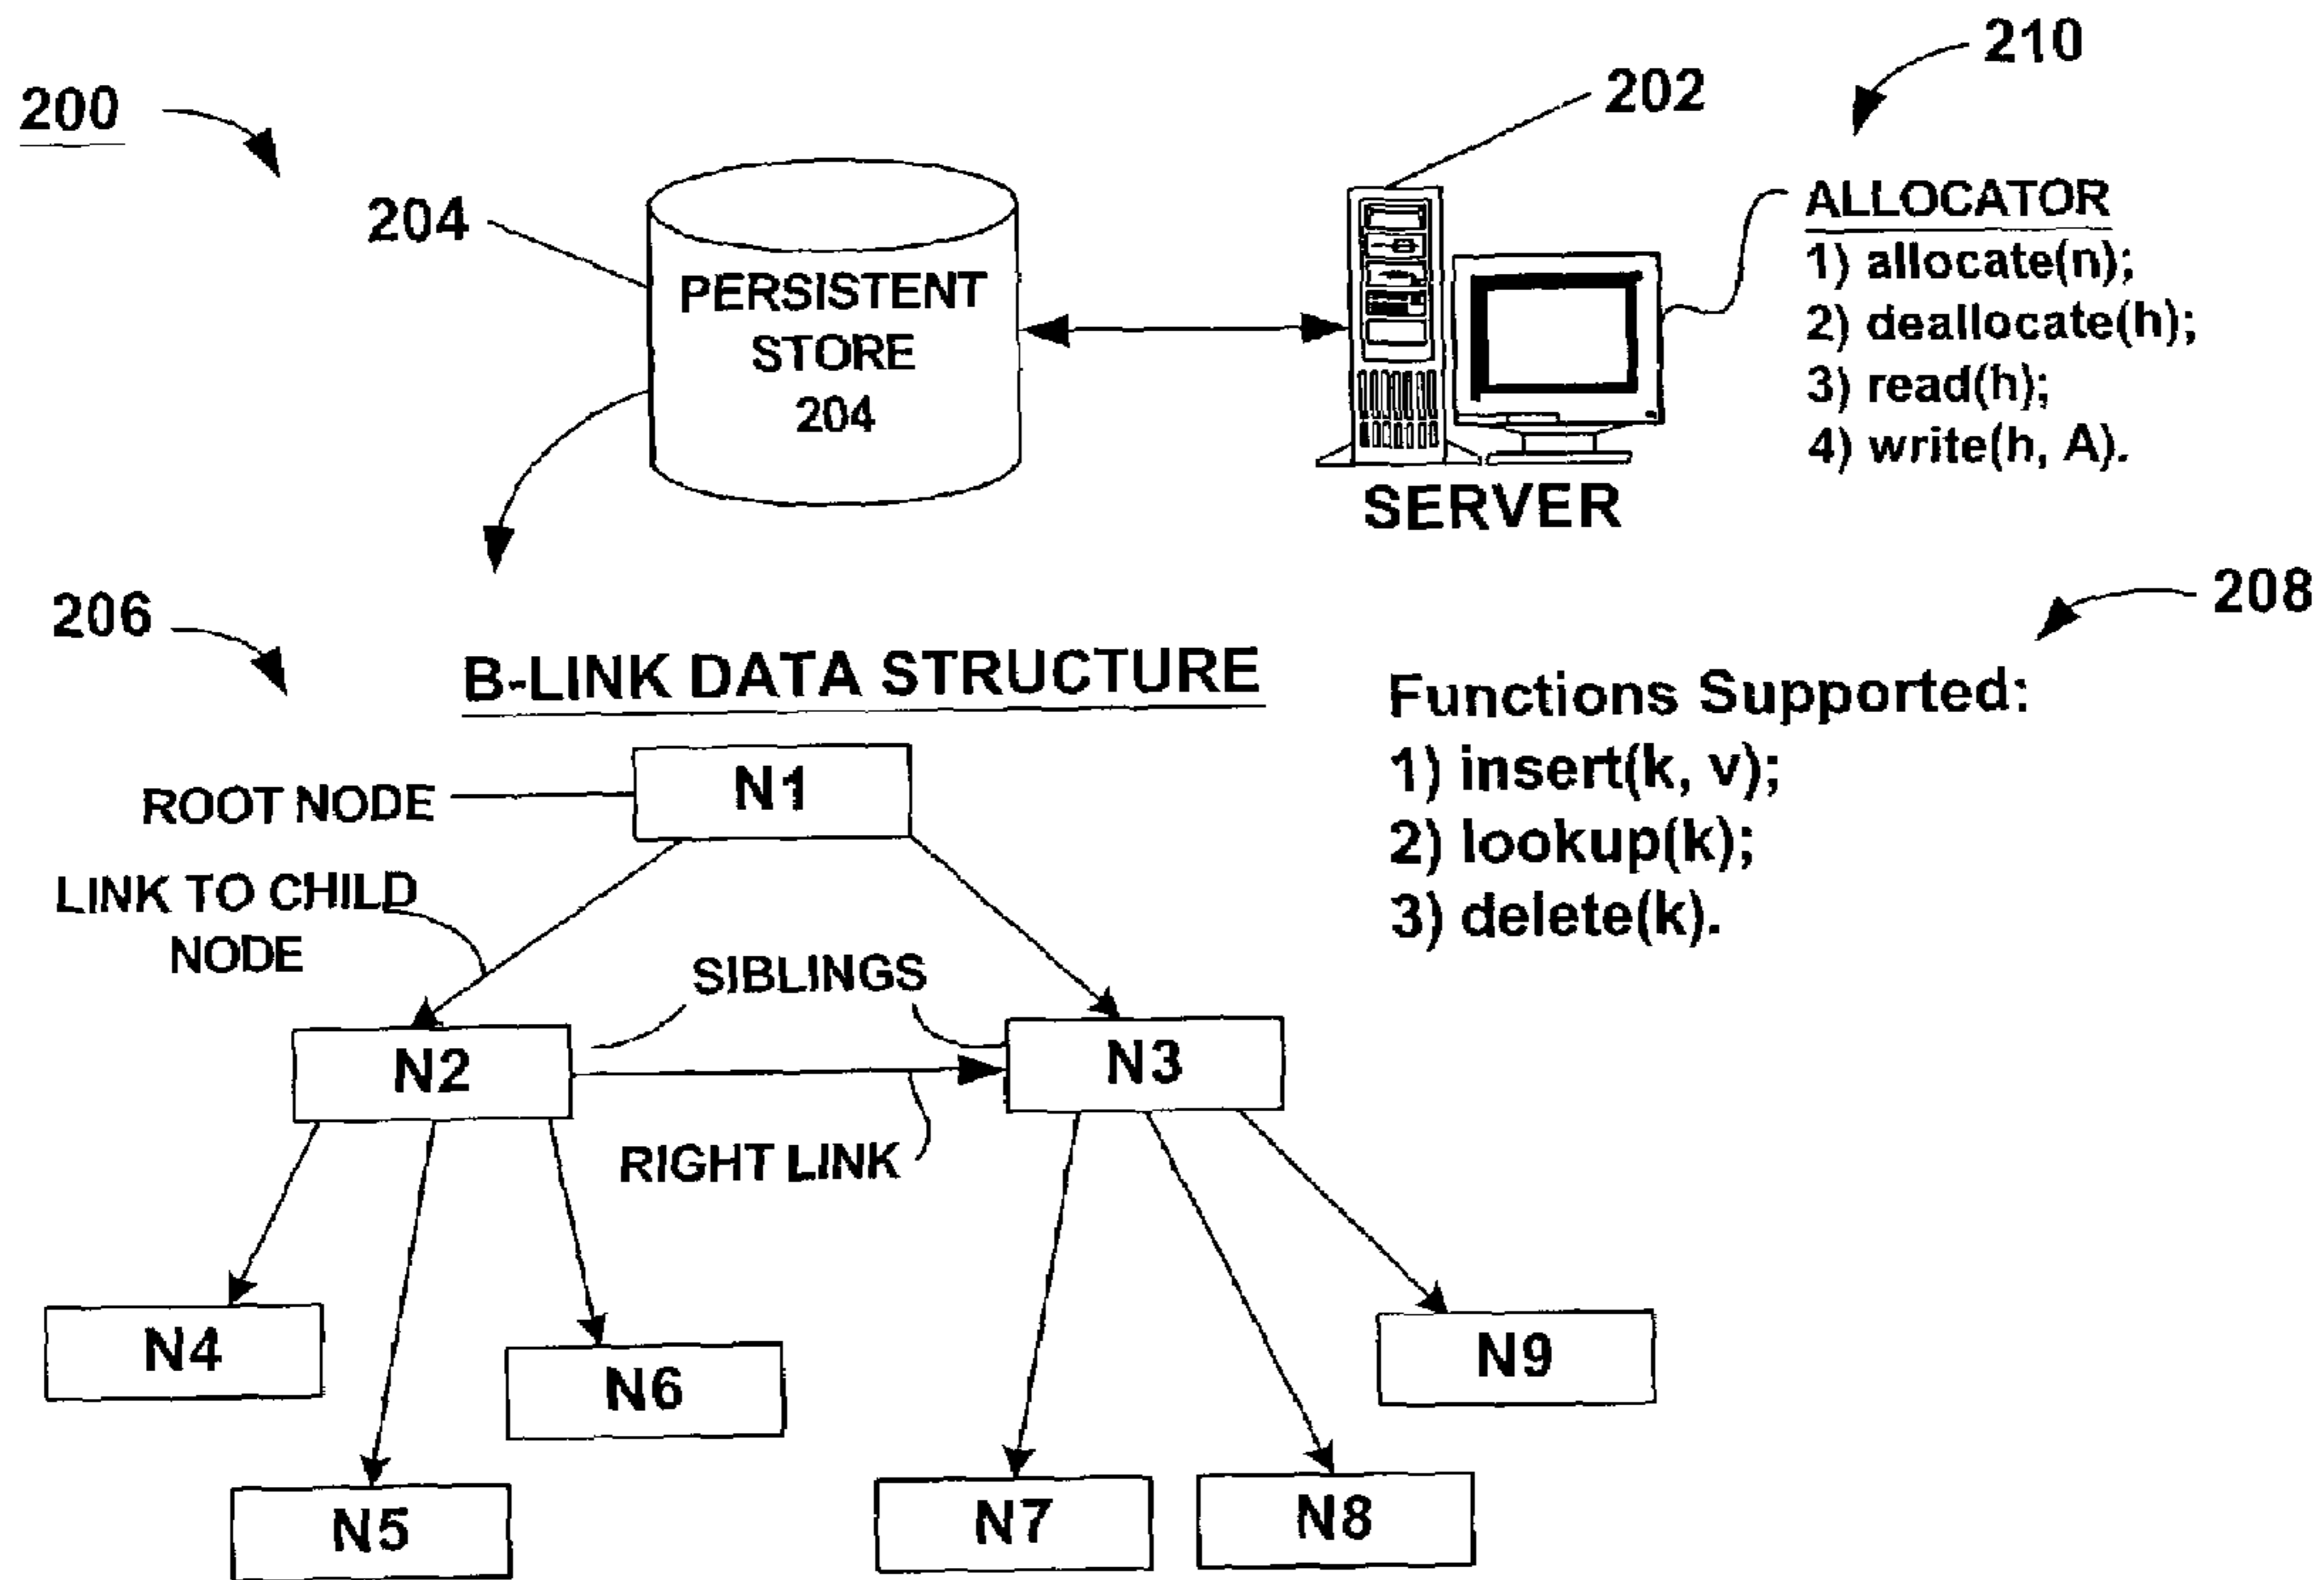 210
202
200
204
ALLOCATOR
1) allocate(n);
2) deallocate(h);
3) read(h);
4) write(h, A).
PERSISTENT
STORE
204
SERVER
206
208
B-LINK DATA STRUCTURE
Functions Supported:
1) insert(k, v);
2) lookup(k);
3) delete(k).
N1
ROOT NODE
LINK TO CHILD
NODE
SIBLINGS
N2
N3
RIGHT LINK
N4
N6
N9
N5
N7
N8